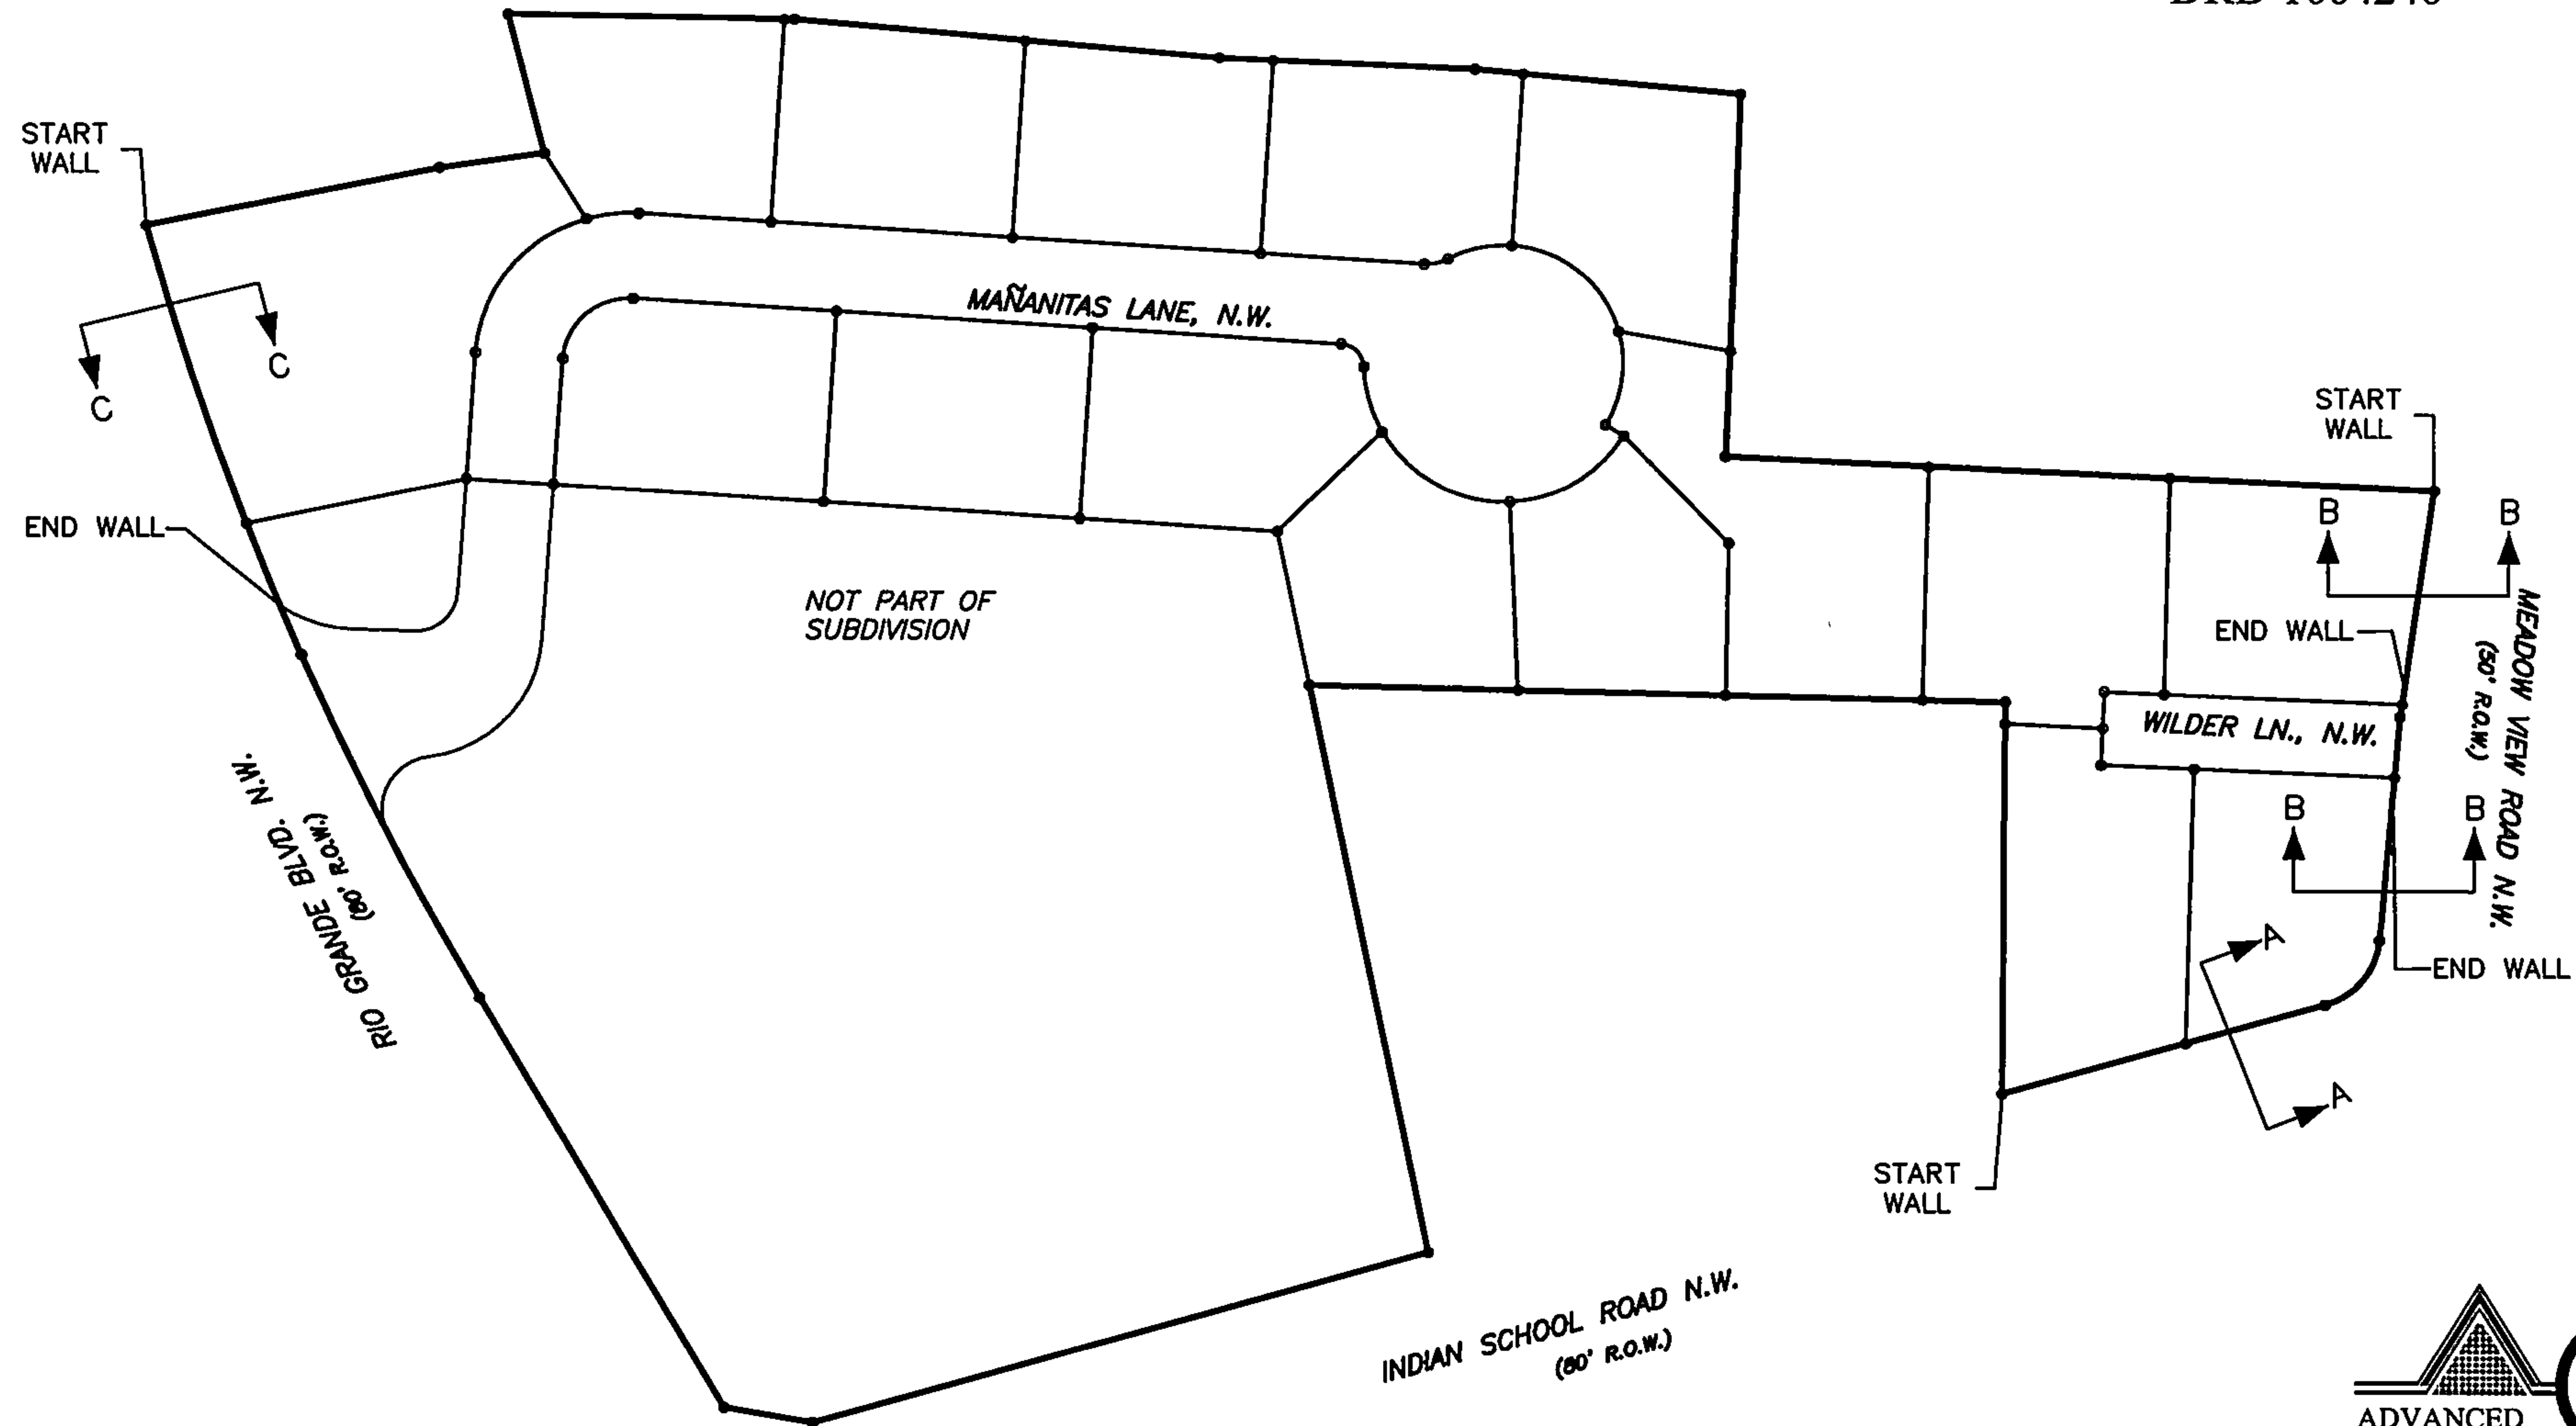 START
WALL
MAÑANITAS LANE, N.W.
C
C
START
WALL
END WALL
B
B
NOT PART OF
SUBDIVISION
END WALL
MEADOW VIEW ROAD N.W.
(50' R.O.W.)
WILDER LN., N.W.
RIO GRANDE BLVD. N.W.
(80' R.O.W.)
B
B
A
END WALL
A
START
WALL
INDIAN SCHOOL ROAD N.W.
(80' R.O.W.)
ADVANCED